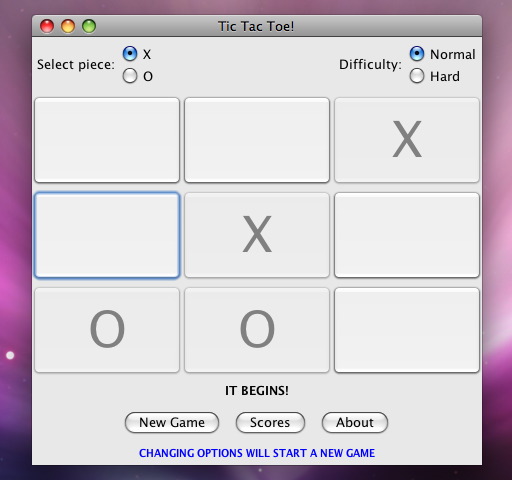 Tic Tac Toe!
Select piece:
X
O
Difficulty:
Normal
Hard
X
X
O O
IT BEGINS!
New Game Scores About
CHANGING OPTIONS WILL START A NEW GAME